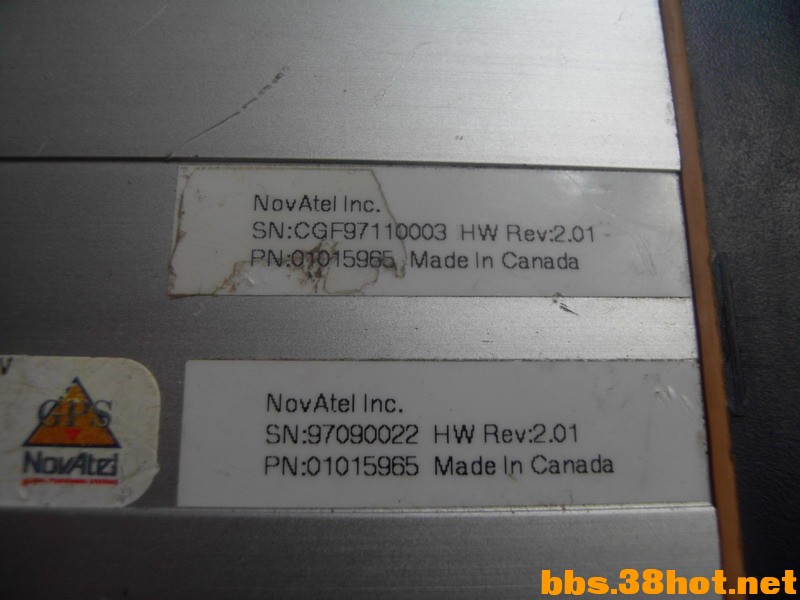 NovAtel Inc.
SN:CGF97110003 HW Rev:2.01
PN:01015965 Made In Canada
NovAtel Inc.
SN:97090022 HW Rev:2.01
PN:01015965 Made In Canada
GPS
NovAtel
bbs.38hot.net